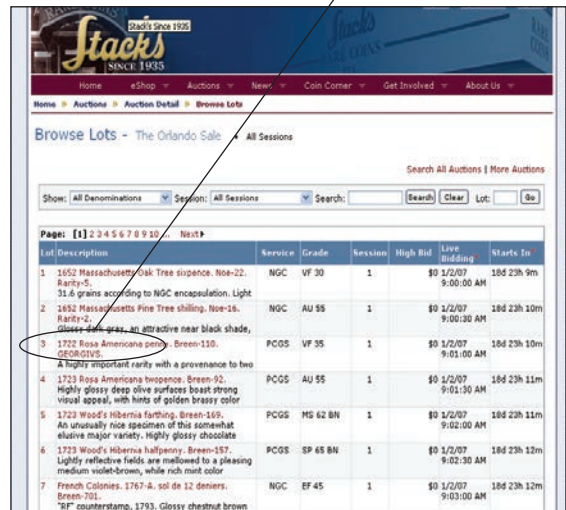 Stack's Since 1935
Stacks
SINCE 1935
Stacks
RARE COINS
Home eShop Auctions News Coin Corner Get Involved About Us
Home Auctions Auction Detail Browse Lots
Browse Lots - The Orlando Sale All Sessions
Search All Auctions | More Auctions
Show: All Denominations Session: All Sessions Search: Search Clear Lot: Go
Page: [1] 2 3 4 5 6 7 8 9 10 ... Next
Lot Description Service Grade Session High Bid Live Bidding* Starts In*
1 1652 Massachusetts Oak Tree sixpence. Noe-22. Rarity-5. NGC VF 30 1 $0 1/2/07 9:00:00 AM 18d 23h 9m
31.6 grains according to NGC encapsulation. Light
2 1652 Massachusetts Pine Tree shilling. Noe-16. Rarity-2. NGC AU 55 1 $0 1/2/07 9:00:30 AM 18d 23h 10m
Glossy dark gray, an attractive near black shade,
3 1722 Rosa Americana penny. Breen-110. GEORGIVS. PCGS VF 35 1 $0 1/2/07 9:01:00 AM 18d 23h 10m
A highly important rarity with a provenance to two
4 1723 Rosa Americana twopence. Breen-92. PCGS AU 55 1 $0 1/2/07 9:01:30 AM 18d 23h 11m
Highly glossy deep olive surfaces boast strong
visual appeal, with hints of golden brassy color
5 1723 Wood's Hibernia farthing. Breen-169. PCGS MS 62 BN 1 $0 1/2/07 9:02:00 AM 18d 23h 11m
An unusually nice specimen of this somewhat
elusive major variety. Highly glossy chocolate
6 1723 Wood's Hibernia halfpenny. Breen-157. PCGS SP 65 BN 1 $0 1/2/07 9:02:30 AM 18d 23h 12m
Lightly reflective fields are mellowed to a pleasing
medium violet-brown, while rich mint color
7 French Colonies. 1767-A. sol de 12 deniers. Breen-701. NGC EF 45 1 $0 1/2/07 9:03:00 AM 18d 23h 12m
"RF" counterstamp, 1793. Glossy chestnut brown